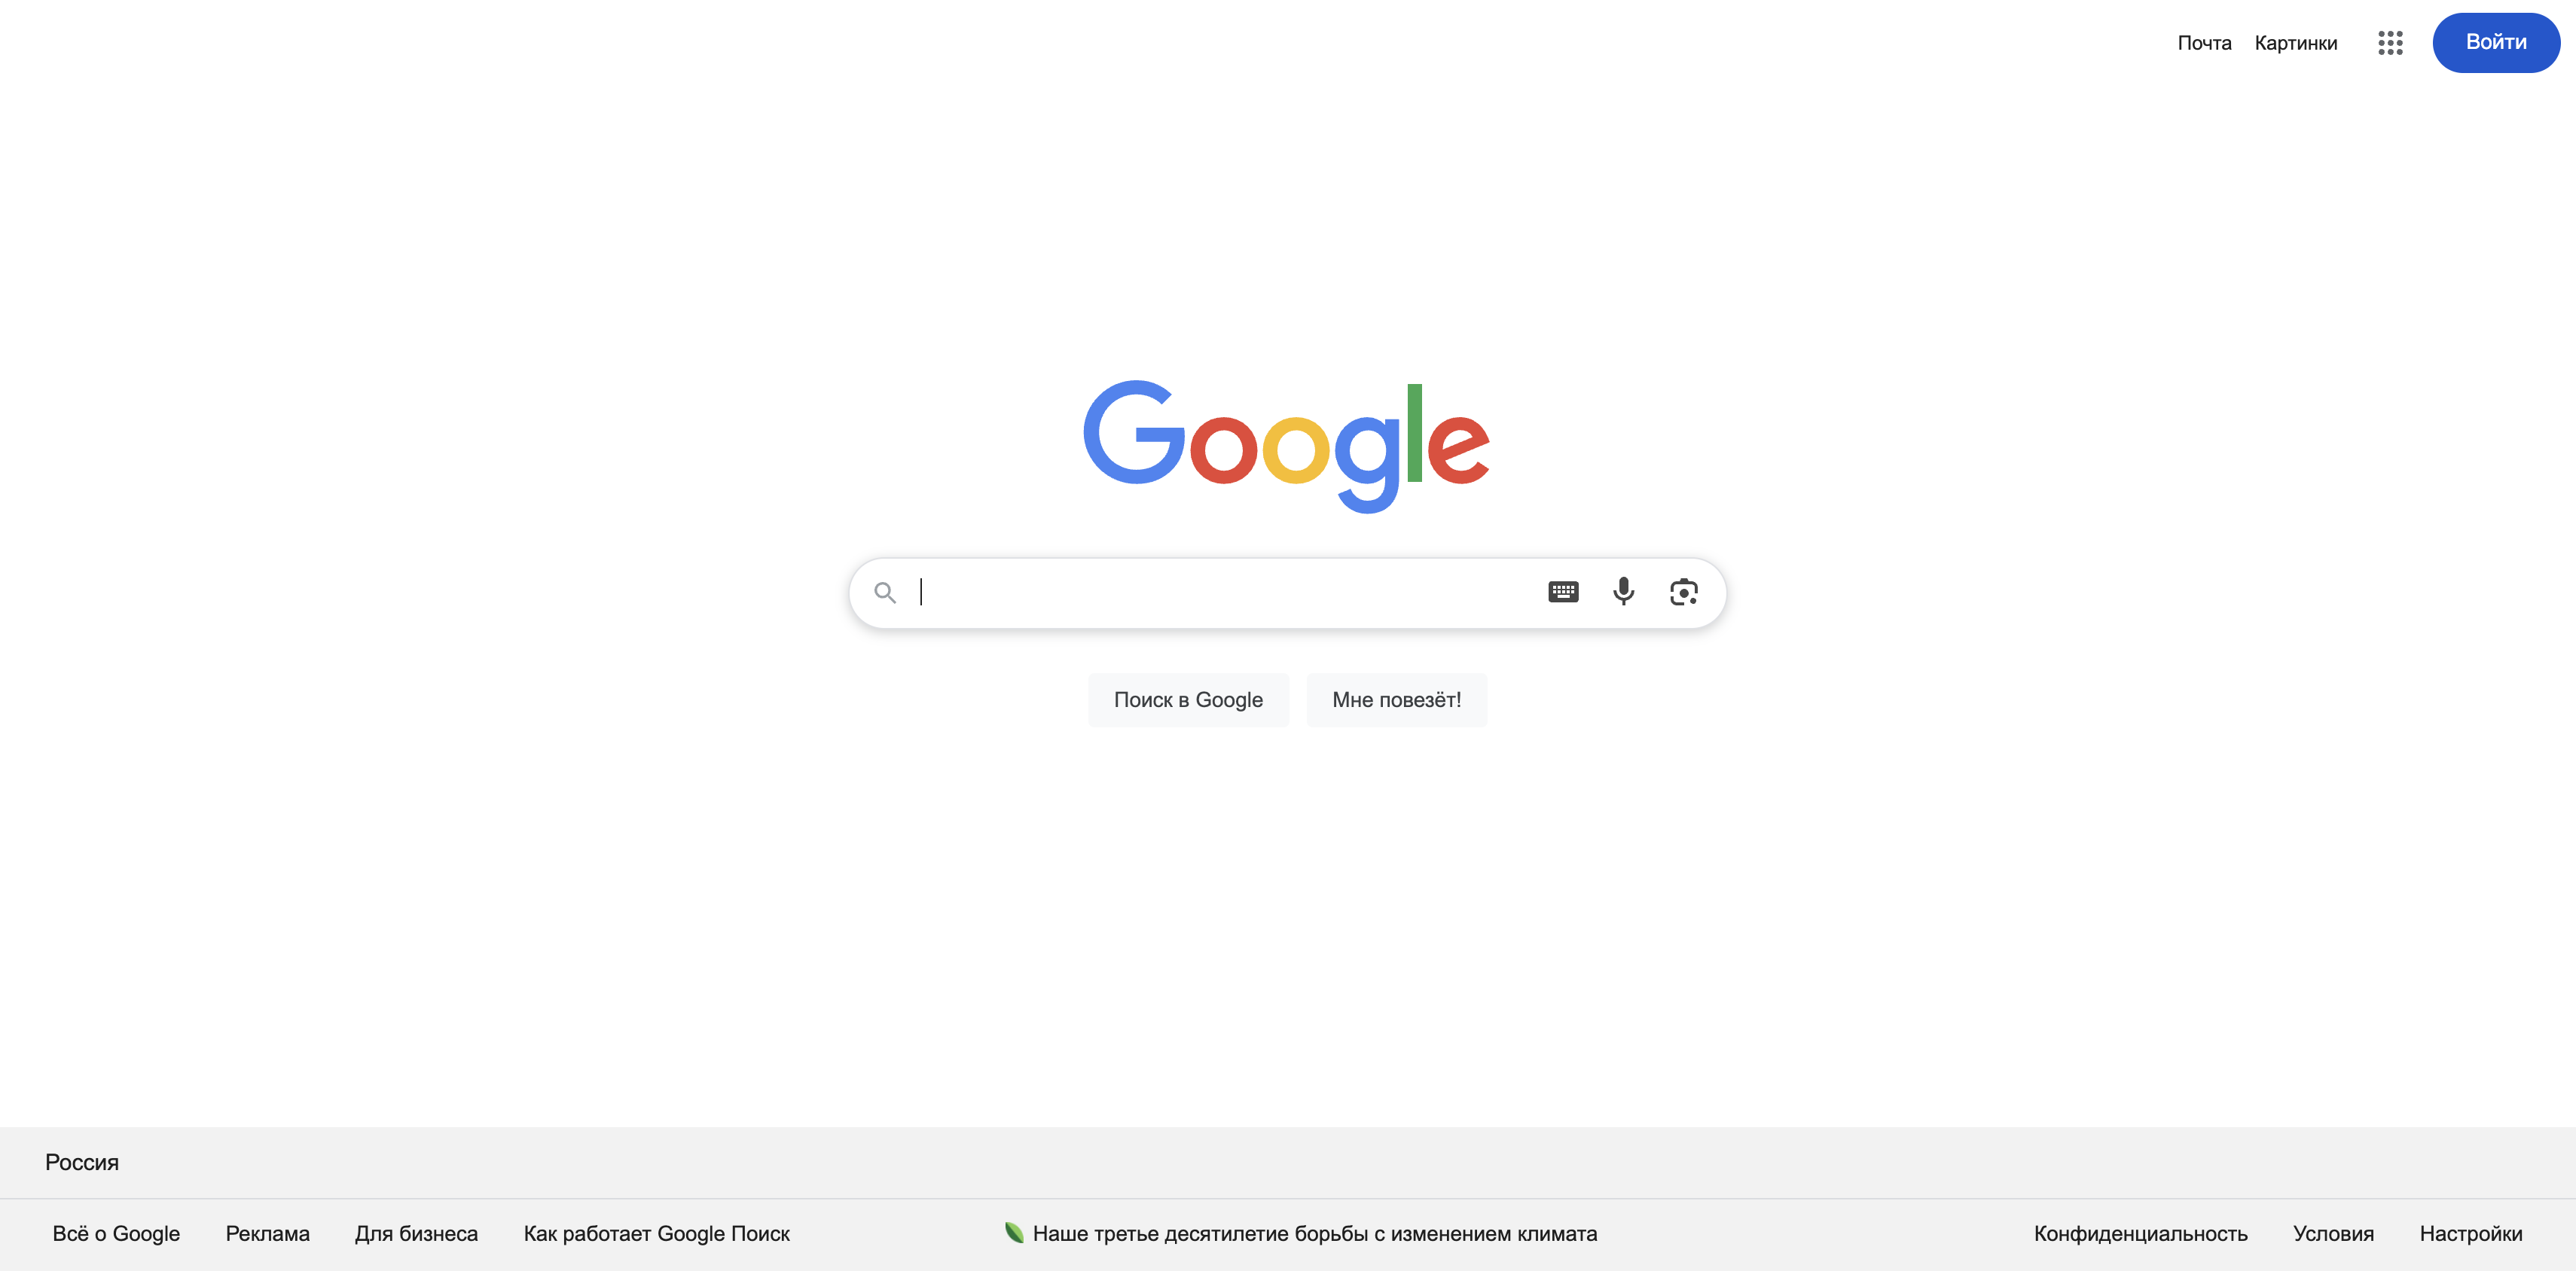 Почта Картинки Войти
Google
Поиск в Google Мне повезёт!
Россия
Всё о Google Реклама Для бизнеса Как работает Google Поиск Наше третье десятилетие борьбы с изменением климата Конфиденциальность Условия Настройки